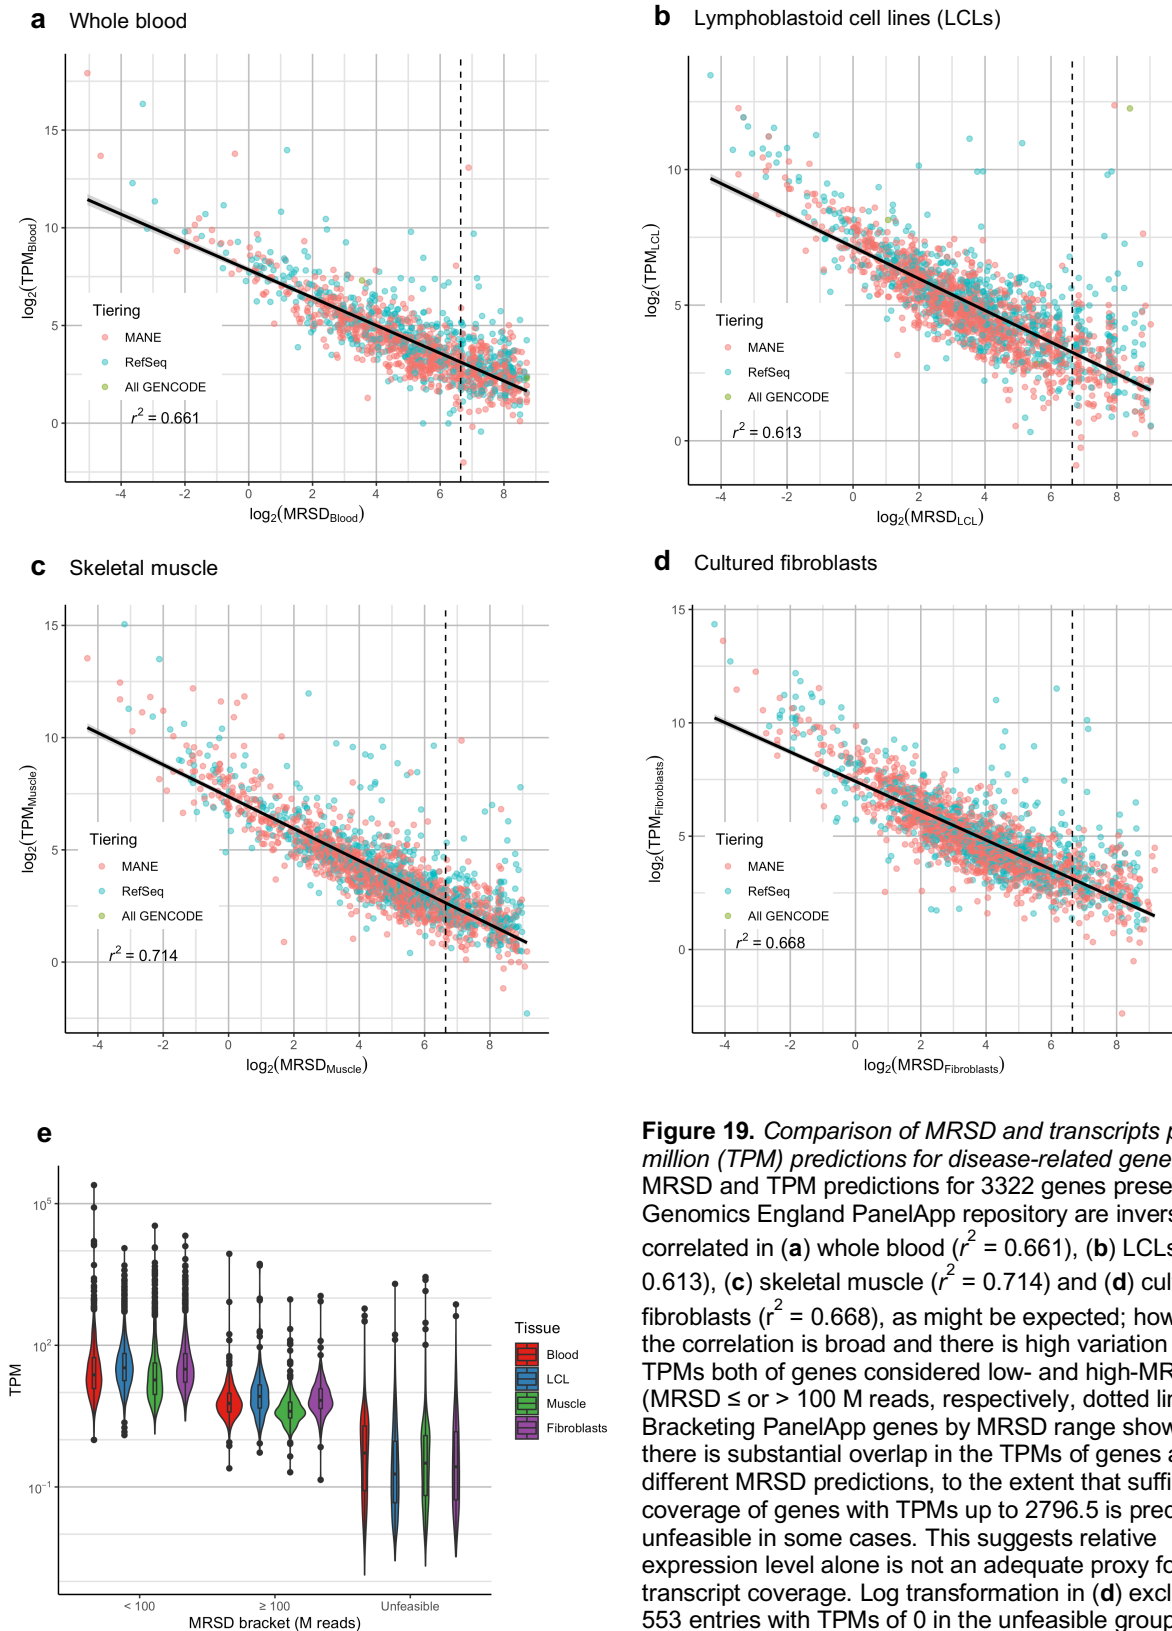 a Whole blood
15
10
5
0
log2(TPMBlood)
Tiering
MANE
RefSeq
All GENCODE
r2 = 0.661
-4 -2 0 2 4 6 8
log2(MRSDBlood)
b Lymphoblastoid cell lines (LCLs)
10
5
0
log2(TPMLCL)
Tiering
MANE
RefSeq
All GENCODE
r2 = 0.613
-4 -2 0 2 4 6 8
log2(MRSDLCL)
c Skeletal muscle
15
10
5
0
log2(TPMMuscle)
Tiering
MANE
RefSeq
All GENCODE
r2 = 0.714
-4 -2 0 2 4 6 8
log2(MRSDMuscle)
d Cultured fibroblasts
15
10
5
0
log2(TPMFibroblasts)
Tiering
MANE
RefSeq
All GENCODE
r2 = 0.668
-4 -2 0 2 4 6 8
log2(MRSDFibroblasts)
e
10^5
10^2
10^-1
TPM
< 100 ≥ 100 Unfeasible
MRSD bracket (M reads)
Tissue
Blood
LCL
Muscle
Fibroblasts
Figure 19. Comparison of MRSD and transcripts p
million (TPM) predictions for disease-related gene
MRSD and TPM predictions for 3322 genes prese
Genomics England PanelApp repository are invers
correlated in (a) whole blood (r2 = 0.661), (b) LCLs
0.613), (c) skeletal muscle (r2 = 0.714) and (d) cul
fibroblasts (r2 = 0.668), as might be expected; how
the correlation is broad and there is high variation
TPMs both of genes considered low- and high-MR
(MRSD ≤ or > 100 M reads, respectively, dotted lin
Bracketing PanelApp genes by MRSD range show
there is substantial overlap in the TPMs of genes a
different MRSD predictions, to the extent that suffi
coverage of genes with TPMs up to 2796.5 is pred
unfeasible in some cases. This suggests relative
expression level alone is not an adequate proxy fo
transcript coverage. Log transformation in (d) excl
553 entries with TPMs of 0 in the unfeasible group